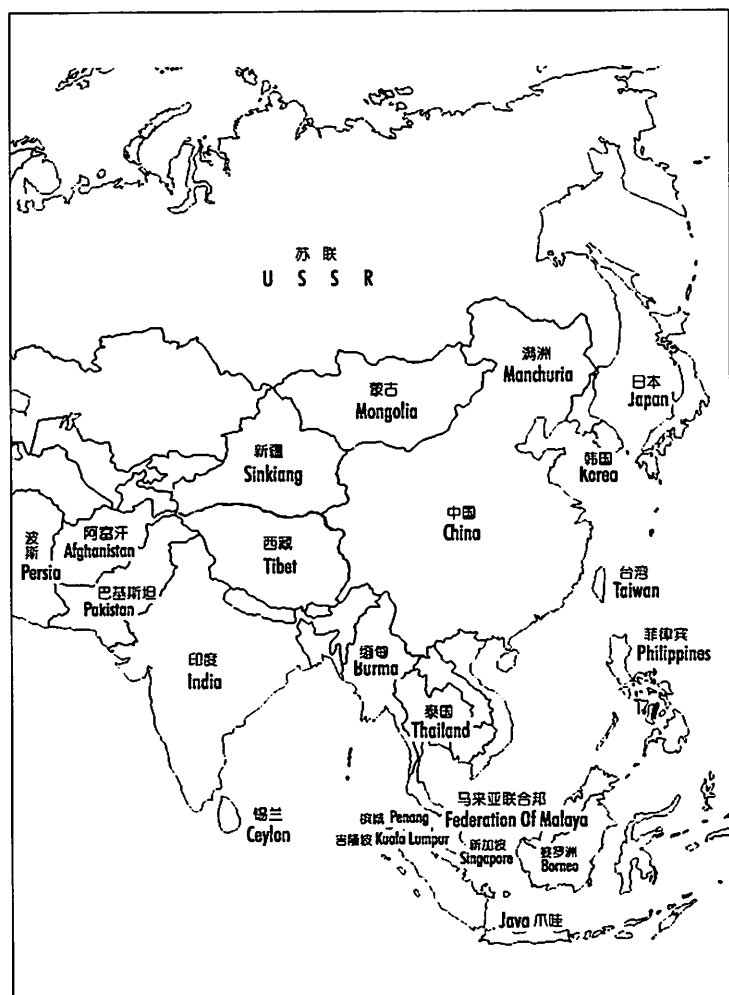 苏联
U S S R
满洲
Manchuria
蒙古
Mongolia
日本
Japan
新疆
Sinkiang
韩国
Korea
中国
China
波斯
Persia
阿富汗
Afghanistan
西藏
Tibet
巴基斯坦
Pakistan
台湾
Taiwan
印度
India
缅甸
Burma
菲律宾
Philippines
泰国
Thailand
锡兰
Ceylon
马来亚联合邦
Federation Of Malaya
槟城 Penang
吉隆坡 Kuala Lumpur
新加坡
Singapore
婆罗洲
Borneo
Java 爪哇